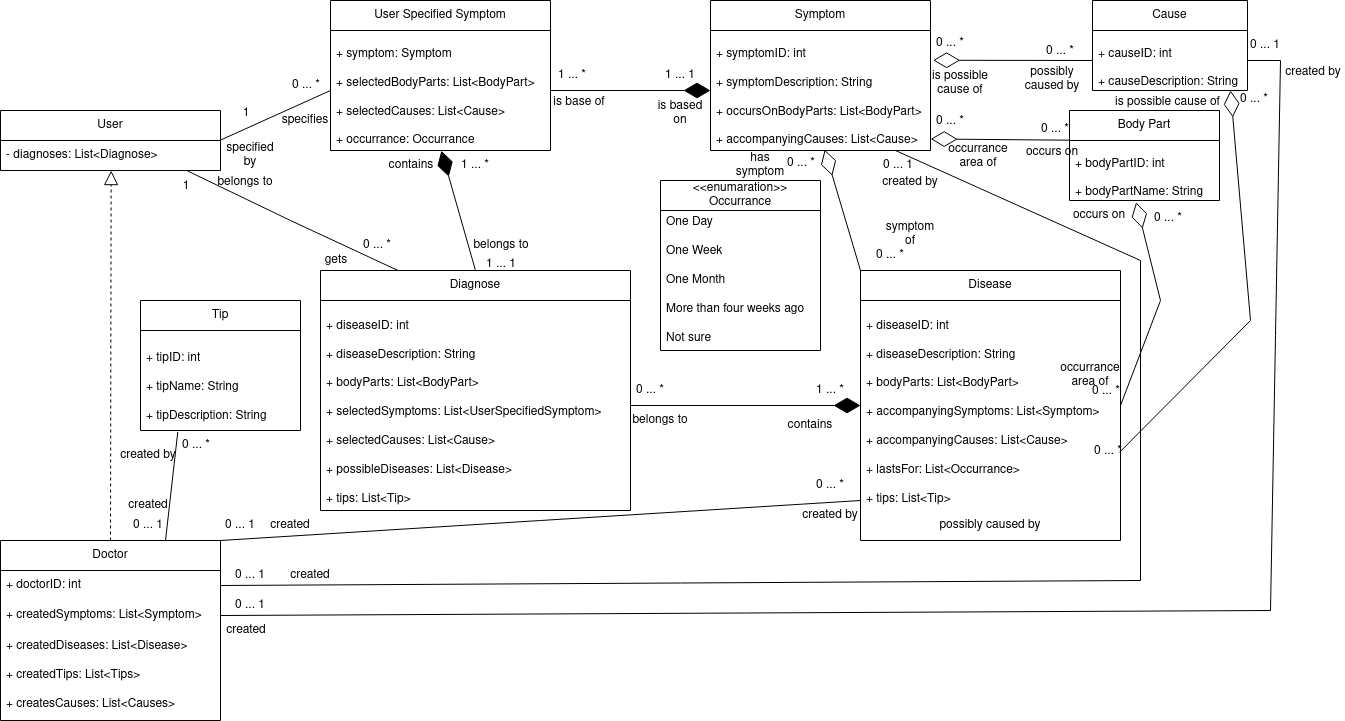 User Specified Symptom
+ symptom: Symptom
+ selectedBodyParts: List<BodyPart>
+ selectedCauses: List<Cause>
+ occurrance: Occurrance
Symptom
+ symptomID: int
+ symptomDescription: String
+ occursOnBodyParts: List<BodyPart>
+ accompanyingCauses: List<Cause>
Cause
+ causeID: int
+ causeDescription: String
0 ... *
1
specifies
specified
by
1 ... *
is base of
1 ... 1
is based
on
0 ... *
is possible
cause of
0 ... *
possibly
caused by
0 ... 1
created by
is possible cause of
0 ... *
User
- diagnoses: List<Diagnose>
Body Part
+ bodyPartID: int
+ bodyPartName: String
0 ... *
occurrance
area of
0 ... *
occurs on
1
belongs to
0 ... *
gets
contains
1 ... *
belongs to
1 ... 1
has
symptom
0 ... *
0 ... 1
created by
symptom
of
0 ... *
occurs on
0 ... *
<<enumaration>>
Occurrance
One Day
One Week
One Month
More than four weeks ago
Not sure
Tip
+ tipID: int
+ tipName: String
+ tipDescription: String
Diagnose
+ diseaseID: int
+ diseaseDescription: String
+ bodyParts: List<BodyPart>
+ selectedSymptoms: List<UserSpecifiedSymptom>
+ selectedCauses: List<Cause>
+ possibleDiseases: List<Disease>
+ tips: List<Tip>
Disease
+ diseaseID: int
+ diseaseDescription: String
+ bodyParts: List<BodyPart>
+ accompanyingSymptoms: List<Symptom>
+ accompanyingCauses: List<Cause>
+ lastsFor: List<Occurrance>
+ tips: List<Tip>
possibly caused by
occurrance
area of
0 ... *
0 ... *
0 ... *
belongs to
1 ... *
contains
0 ... *
created by
created by
0 ... *
created
0 ... 1
0 ... 1
created
Doctor
+ doctorID: int
+ createdSymptoms: List<Symptom>
+ createdDiseases: List<Disease>
+ createdTips: List<Tips>
+ createsCauses: List<Causes>
0 ... 1
created
0 ... 1
created